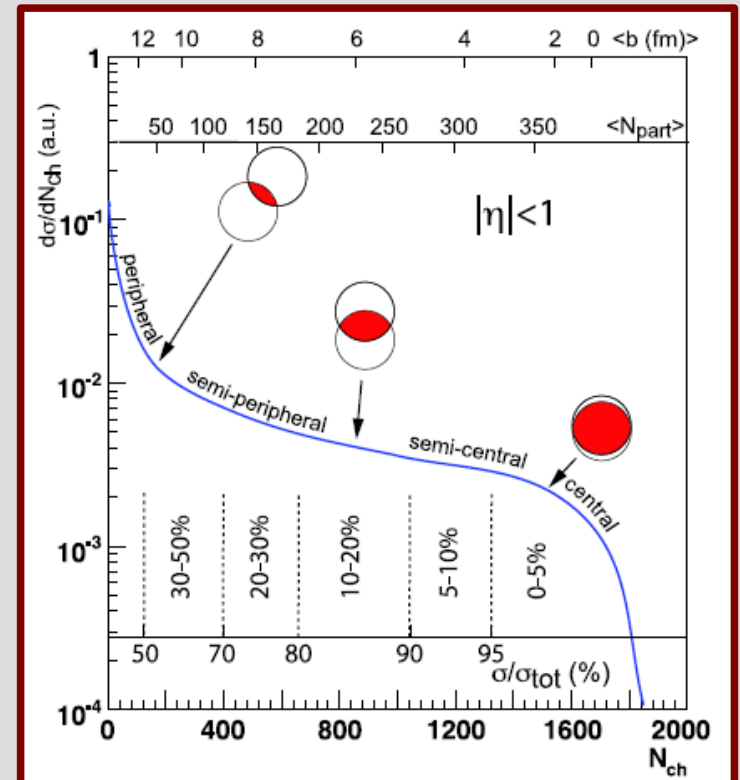 12 10 8 6 4 2 0 <b (fm)>
1
50 100 150 200 250 300 350 <Npart>
dσ/dNch (a.u.)
|η|<1
10-1
peripheral
10-2
semi-peripheral
semi-central
central
10-3
30-50%
20-30%
10-20%
5-10%
0-5%
50 70 80 90 95
σ/σtot (%)
10-4
0 400 800 1200 1600 2000
Nch